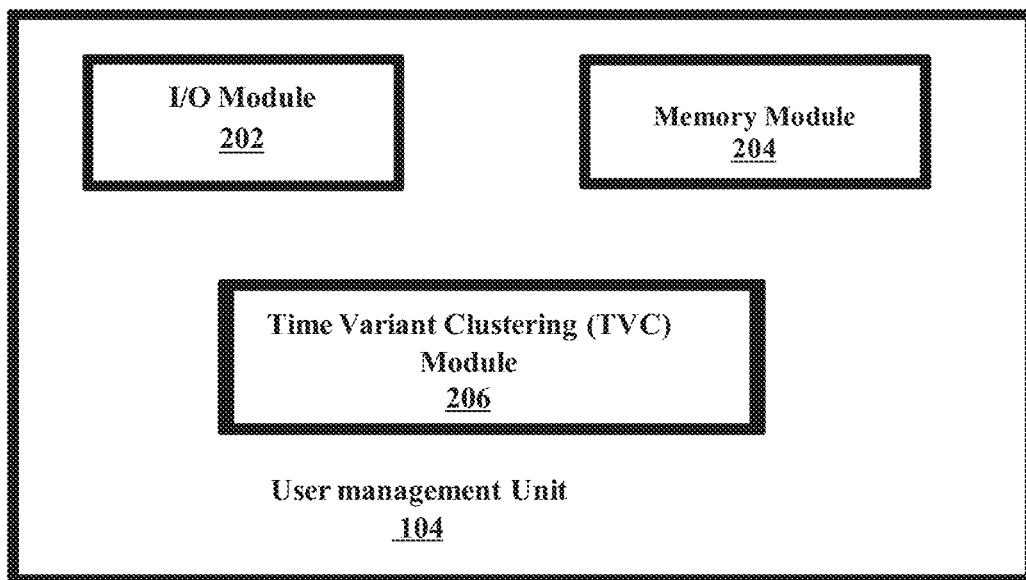 I/O Module
202
Memory Module
204
Time Variant Clustering (TVC)
Module
206
User management Unit
104